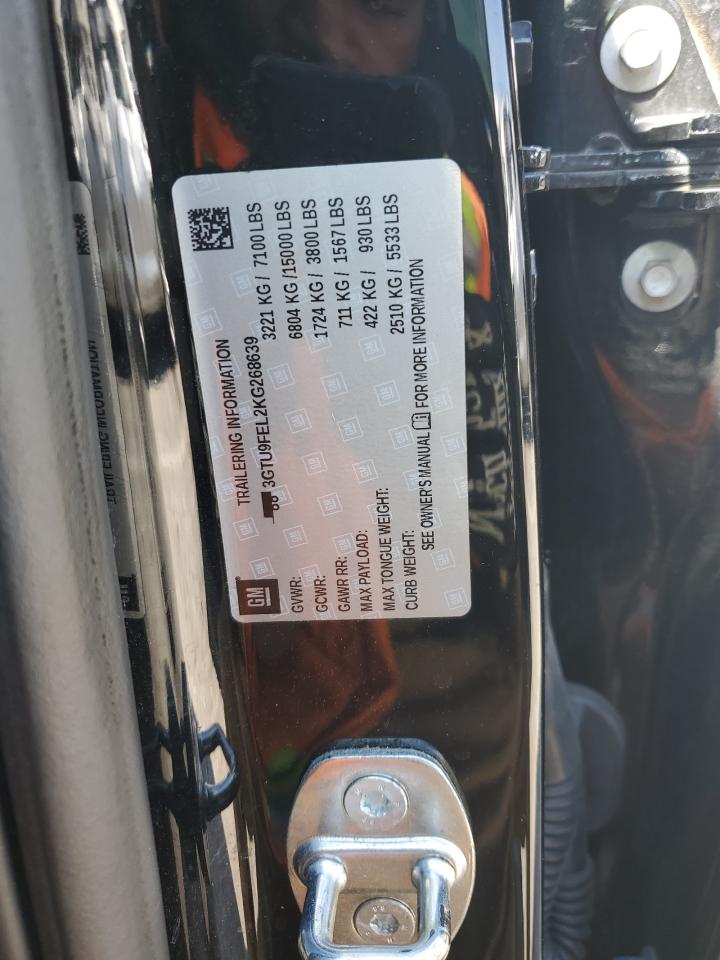 TRAILERING INFORMATION
3GTU9FEL2KG268639
GM
GVWR: 3221 KG / 7100 LBS
GCWR: 6804 KG /15000 LBS
GAWR RR: 1724 KG / 3800 LBS
MAX PAYLOAD: 711 KG / 1567 LBS
MAX TONGUE WEIGHT: 422 KG / 930 LBS
CURB WEIGHT: 2510 KG / 5533 LBS
SEE OWNER'S MANUAL FOR MORE INFORMATION